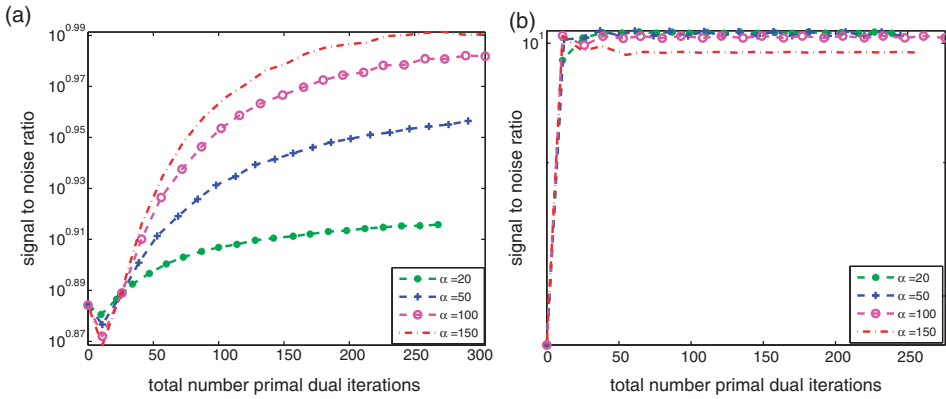 (a)
signal to noise ratio
10^0.99
10^0.97
10^0.95
10^0.93
10^0.91
10^0.89
10^0.87
0 50 100 150 200 250 300
total number primal dual iterations
α =20
α =50
α =100
α =150
(b)
signal to noise ratio
10^1
0 50 100 150 200 250
total number primal dual iterations
α =20
α =50
α =100
α =150